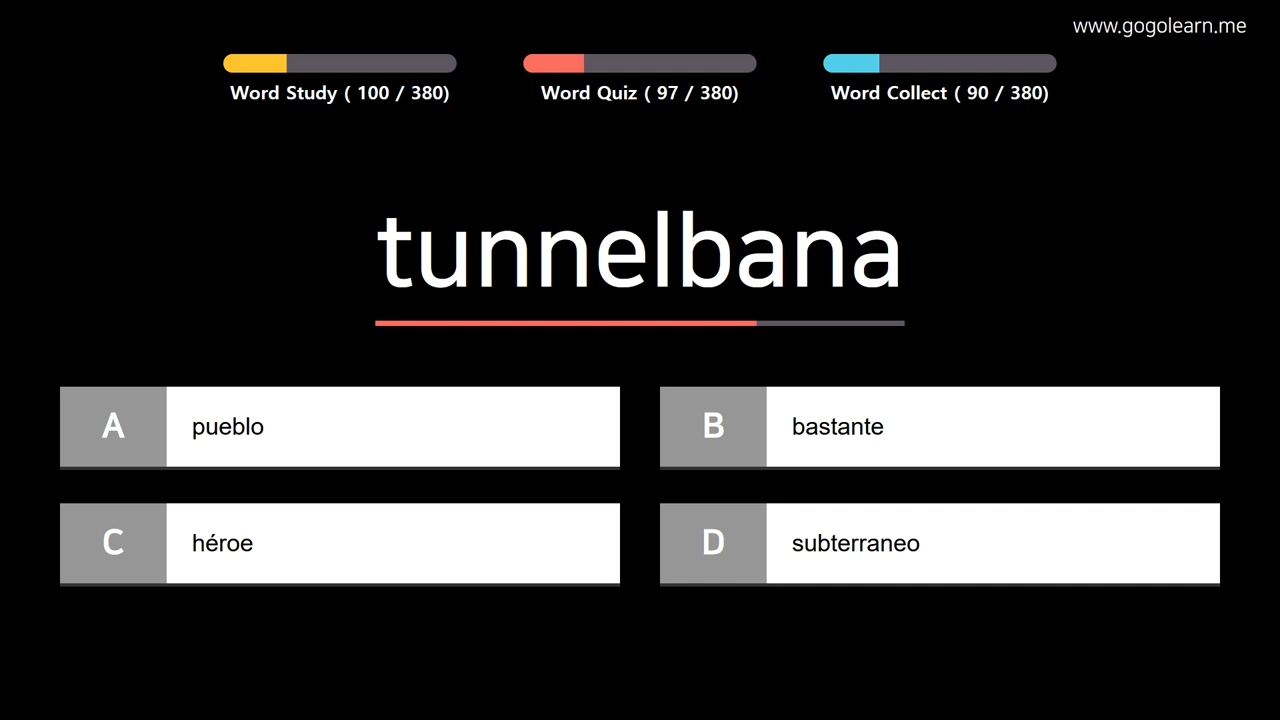 www.gogolearn.me
Word Study ( 100 / 380)
Word Quiz ( 97 / 380)
Word Collect ( 90 / 380)
tunnelbana
A pueblo
B bastante
C héroe
D subterraneo